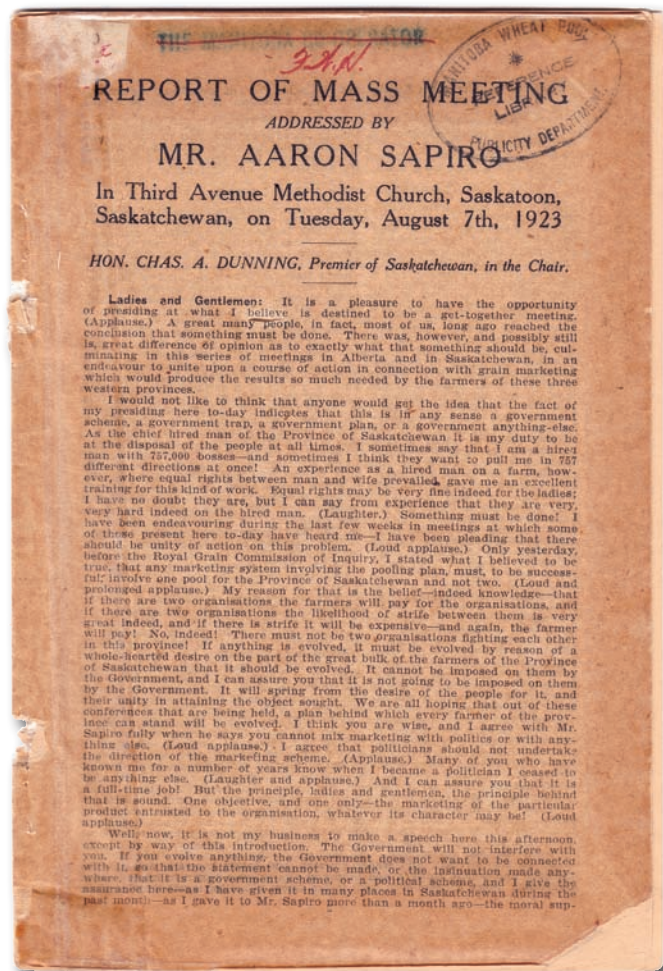 THE MANITOBA CO-OPERATOR
MANITOBA WHEAT POOL
REFERENCE
PUBLICITY DEPARTMENT
REPORT OF MASS MEETING
ADDRESSED BY
MR. AARON SAPIRO
In Third Avenue Methodist Church, Saskatoon,
Saskatchewan, on Tuesday, August 7th, 1923
HON. CHAS. A. DUNNING, Premier of Saskatchewan, in the Chair.
Ladies and Gentlemen: It is a pleasure to have the opportunity
of presiding at what I believe is destined to be a get-together meeting.
(Applause.) A great many people, in fact, most of us, long ago reached the
conclusion that something must be done. There was, however, and possibly still
is, great difference of opinion as to exactly what that something should be, cul-
minating in this series of meetings in Alberta and in Saskatchewan, in an
endeavour to unite upon a course of action in connection with grain marketing
which would produce the results so much needed by the farmers of these three
western provinces.
I would not like to think that anyone would get the idea that the fact of
my presiding here to-day indicates that this is in any sense a government
scheme, a government trap, a government plan, or a government anything-else.
As the chief hired man of the Province of Saskatchewan it is my duty to be
at the disposal of the people at all times. I sometimes say that I am a hired
man with 757,000 bosses—and sometimes I think they want to pull me in 757
different directions at once! An experience as a hired man on a farm, how-
ever, where equal rights between man and wife prevailed, gave me an excellent
training for this kind of work. Equal rights may be very fine indeed for the ladies;
I have no doubt they are, but I can say from experience that they are very,
very hard indeed on the hired man. (Laughter.) Something must be done! I
have been endeavouring during the last few weeks in meetings at which some
of those present here to-day have heard me—I have been pleading that there
should be unity of action on this problem. (Loud applause.) Only yesterday,
before the Royal Grain Commission of Inquiry, I stated what I believed to be
true, that any marketing system involving the pooling plan, must, to be success-
ful, involve one pool for the Province of Saskatchewan and not two. (Loud and
prolonged applause.) My reason for that is the belief—indeed knowledge—that
if there are two organisations the farmers will pay for the organisations, and
if there are two organisations the likelihood of strife between them is very
great indeed, and if there is strife it will be expensive—and again, the farmer
will pay! No, indeed! There must not be two organisations fighting each other
in this province! If anything is evolved, it must be evolved by reason of a
whole-hearted desire on the part of the great bulk of the farmers of the Province
of Saskatchewan that it should be evolved. It cannot be imposed on them by
the Government, and I can assure you that it is not going to be imposed on them
by the Government. It will spring from the desire of the people for it, and
their unity in attaining the object sought. We are all hoping that out of these
conferences that are being held, a plan behind which every farmer of the prov-
ince can stand will be evolved. I think you are wise, and I agree with Mr.
Sapiro fully when he says you cannot mix marketing with politics or with any-
thing else. (Loud applause.) I agree that politicians should not undertake
the direction of the marketing scheme. (Applause.) Many of you who have
known me for a number of years know when I became a politician I ceased to
be anything else. (Laughter and applause.) And I can assure you that it is
a full-time job! But the principle, ladies and gentlemen, the principle behind
that is sound. One objective, and one only—the marketing of the particular
product entrusted to the organisation, whatever its character may be! (Loud
applause.)
Well, now, it is not my business to make a speech here this afternoon,
except by way of this introduction. The Government will not interfere with
you. If you evolve anything, the Government does not want to be connected
with it, so that the statement cannot be made, or the insinuation made any-
where, that it is a government scheme, or a political scheme, and I give the
assurance here—as I have given it in many places in Saskatchewan during the
past month—as I gave it to Mr. Sapiro more than a month ago—the moral sup-